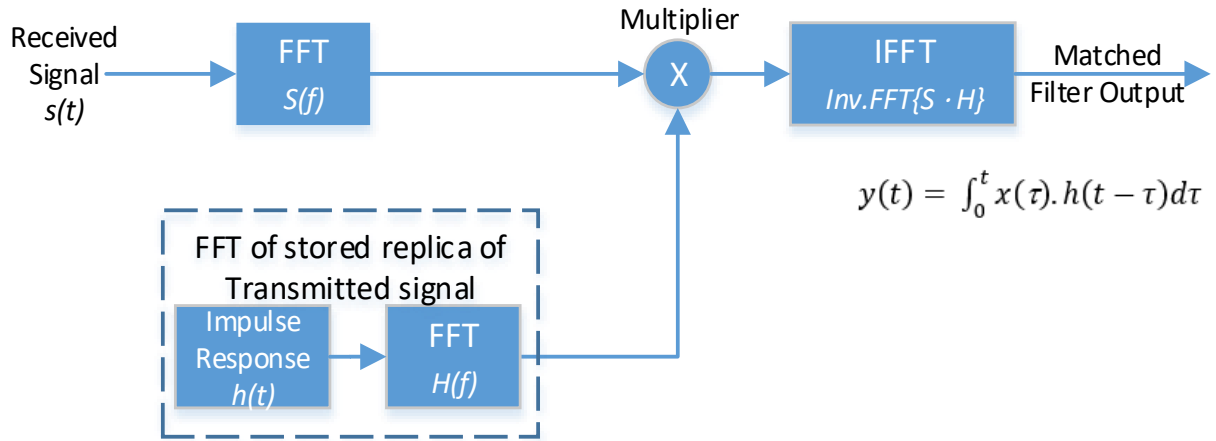 Received
Signal
s(t)
FFT
S(f)
Multiplier
X
IFFT
Inv.FFT{S · H}
Matched
Filter Output
y(t) = ∫₀ᵗ x(τ). h(t − τ)dτ
FFT of stored replica of
Transmitted signal
Impulse
Response
h(t)
FFT
H(f)